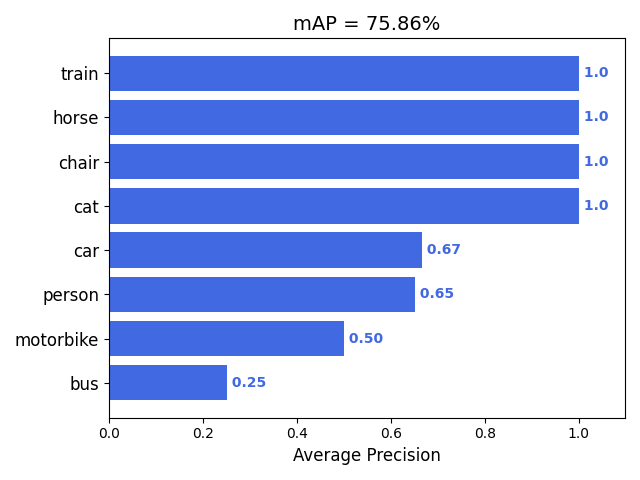 mAP = 75.86%
train 1.0
horse 1.0
chair 1.0
cat 1.0
car 0.67
person 0.65
motorbike 0.50
bus 0.25
0.0 0.2 0.4 0.6 0.8 1.0
Average Precision